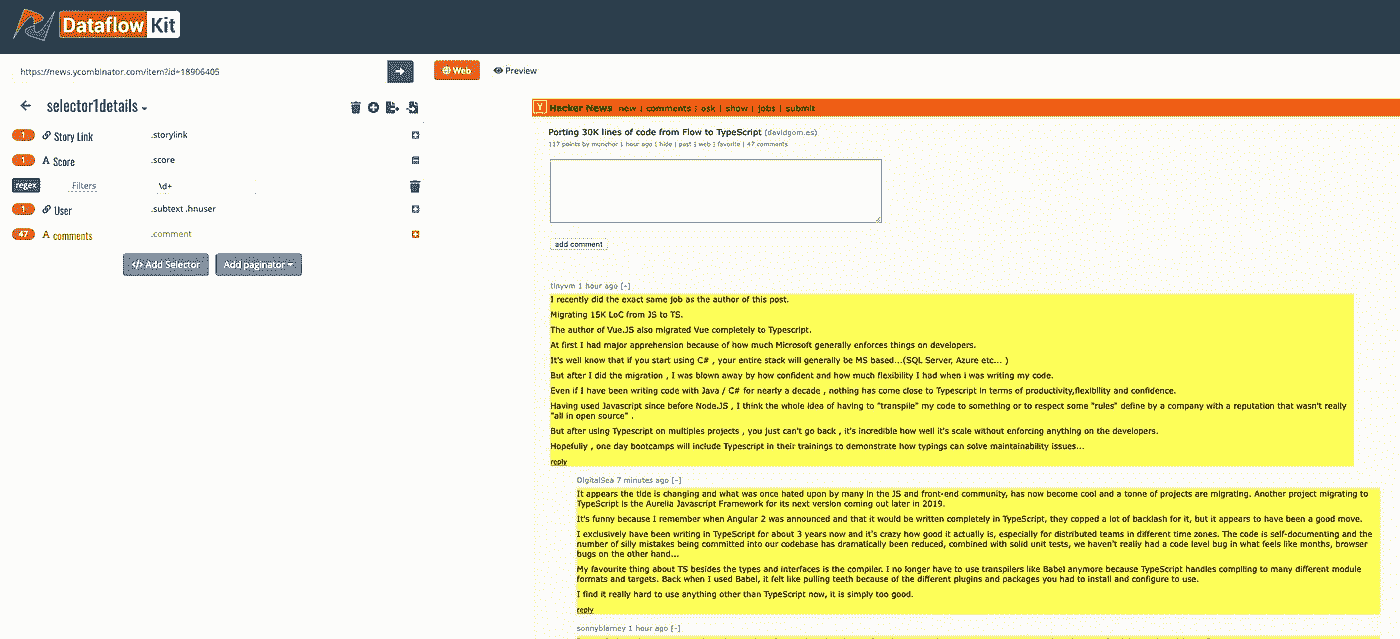 Dataflow Kit
https://news.ycombinator.com/item?id=18906405
Web
Preview
selector1details
1 Story Link .storylink
1 A Score .score
regex Filters \d+
1 User .subtext .hnuser
47 A comments .comment
</> Add Selector
Add paginator
Y Hacker News new | comments | ask | show | jobs | submit
Porting 30K lines of code from Flow to TypeScript (davidgom.es)
117 points by muncher 1 hour ago | hide | past | web | favorite | 47 comments
add comment
tinyvm 1 hour ago [-]
I recently did the exact same job as the author of this post.
Migrating 15K LoC from JS to TS.
The author of Vue.JS also migrated Vue completely to Typescript.
At first I had major apprehension because of how much Microsoft generally enforces things on developers.
It's well know that if you start using C# , your entire stack will generally be MS based...(SQL Server, Azure etc... )
But after I did the migration , I was blown away by how confident and how much flexibility I had when i was writing my code.
Even if I have been writing code with Java / C# for nearly a decade , nothing has come close to Typescript in terms of productivity,flexibility and confidence.
Having used Javascript since before Node.JS , I think the whole idea of having to "transpile" my code to something or to respect some "rules" define by a company with a reputation that wasn't really
"all in open source" .
But after using Typescript on multiples projects , you just can't go back , it's incredible how well it's scale without enforcing anything on the developers.
Hopefully , one day bootcamps will include Typescript in their trainings to demonstrate how typings can solve maintainability issues...
reply
DigitalSea 7 minutes ago [-]
It appears the tide is changing and what was once hated upon by many in the JS and front-end community, has now become cool and a tonne of projects are migrating. Another project migrating to
TypeScript is the Aurelia Javascript Framework for its next version coming out later in 2019.
It's funny because I remember when Angular 2 was announced and that it would be written completely in TypeScript, they copped a lot of backlash for it, but it appears to have been a good move.
I exclusively have been writing in TypeScript for about 3 years now and it's crazy how good it actually is, especially for distributed teams in different time zones. The code is self-documenting and the
number of silly mistakes being committed into our codebase has dramatically been reduced, combined with solid unit tests, we haven't really had a code level bug in what feels like months, browser
bugs on the other hand...
My favourite thing about TS besides the types and interfaces is the compiler. I no longer have to use transpilers like Babel anymore because TypeScript handles compiling to many different module
formats and targets. Back when I used Babel, it felt like pulling teeth because of the different plugins and packages you had to install and configure to use.
I find it really hard to use anything other than TypeScript now, it is simply too good.
reply
sonnyblarney 1 hour ago [-]